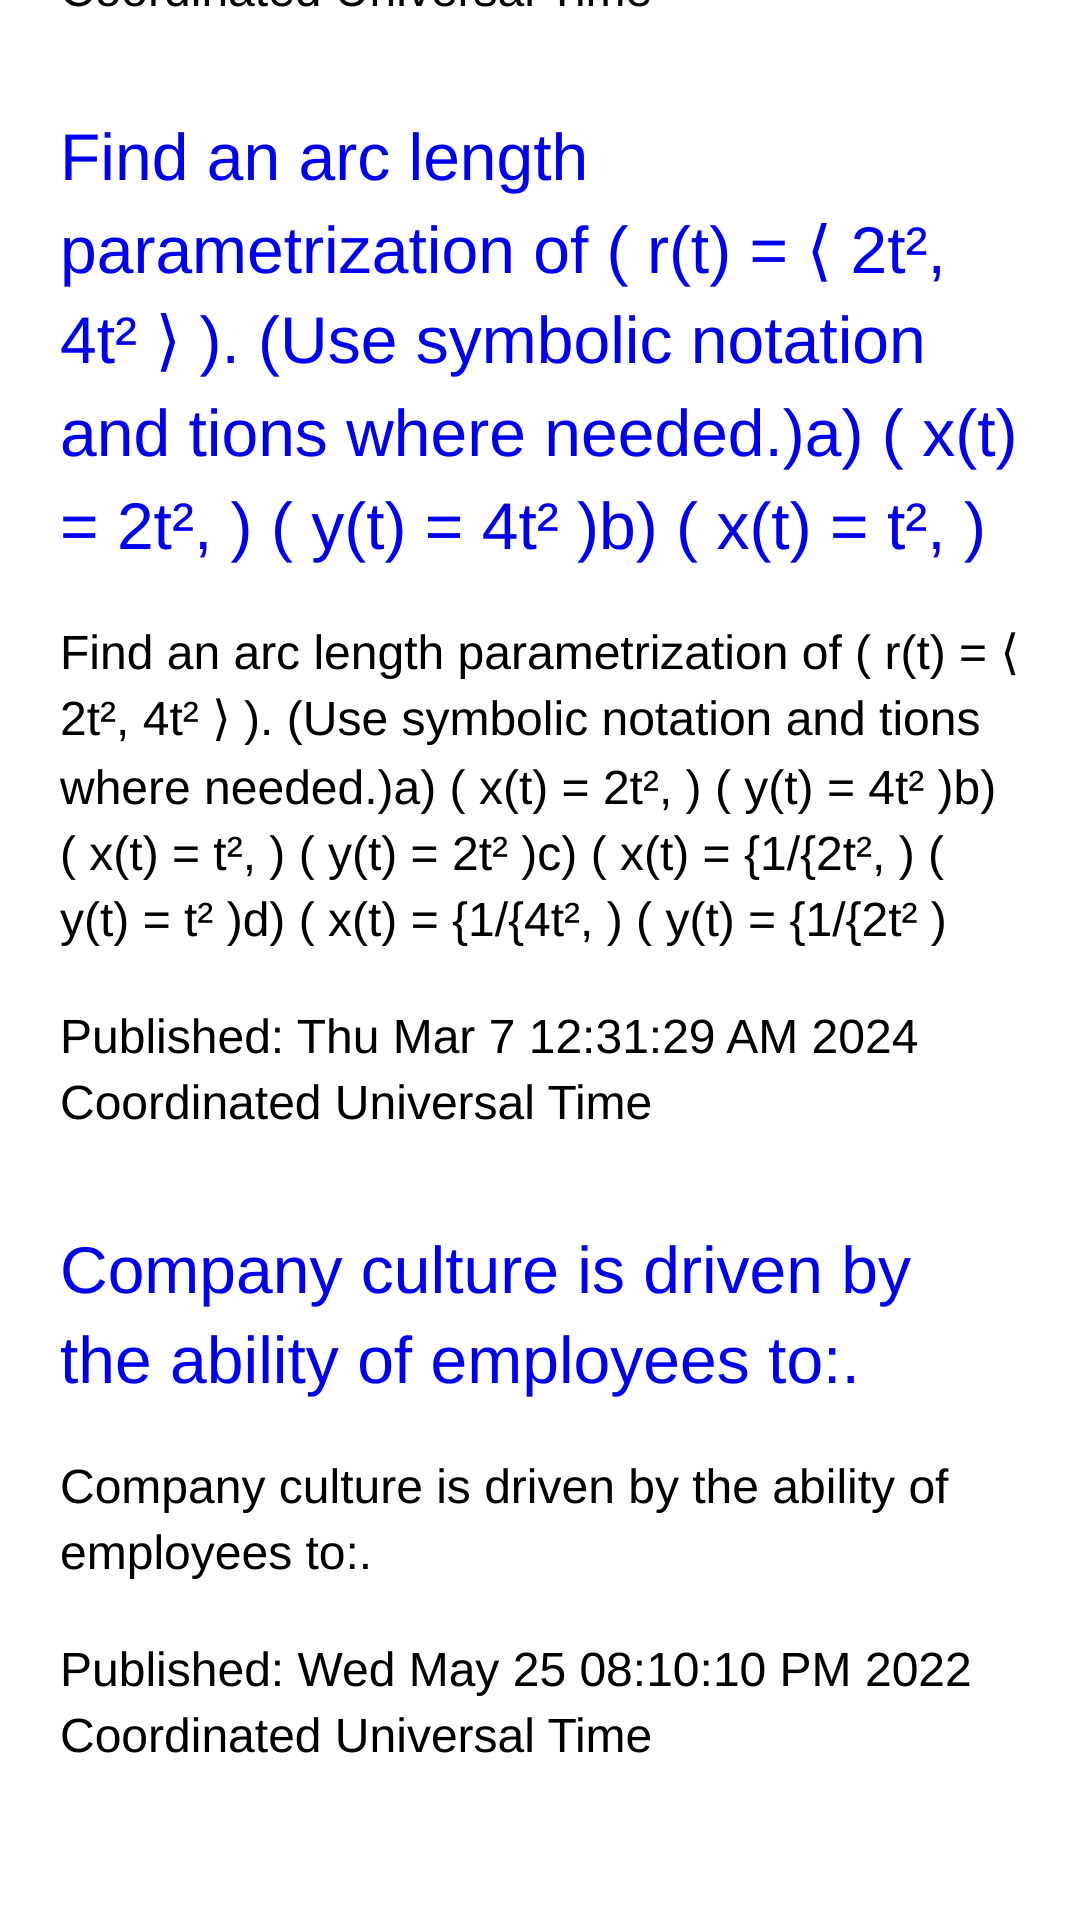 Coordinated Universal Time
Find an arc length
parametrization of ( r(t) = ⟨ 2t²,
4t² ⟩ ). (Use symbolic notation
and tions where needed.)a) ( x(t)
= 2t², ) ( y(t) = 4t² )b) ( x(t) = t², )
Find an arc length parametrization of ( r(t) = ⟨
2t², 4t² ⟩ ). (Use symbolic notation and tions
where needed.)a) ( x(t) = 2t², ) ( y(t) = 4t² )b)
( x(t) = t², ) ( y(t) = 2t² )c) ( x(t) = {1/{2t², ) (
y(t) = t² )d) ( x(t) = {1/{4t², ) ( y(t) = {1/{2t² )
Published: Thu Mar 7 12:31:29 AM 2024
Coordinated Universal Time
Company culture is driven by
the ability of employees to:.
Company culture is driven by the ability of
employees to:.
Published: Wed May 25 08:10:10 PM 2022
Coordinated Universal Time